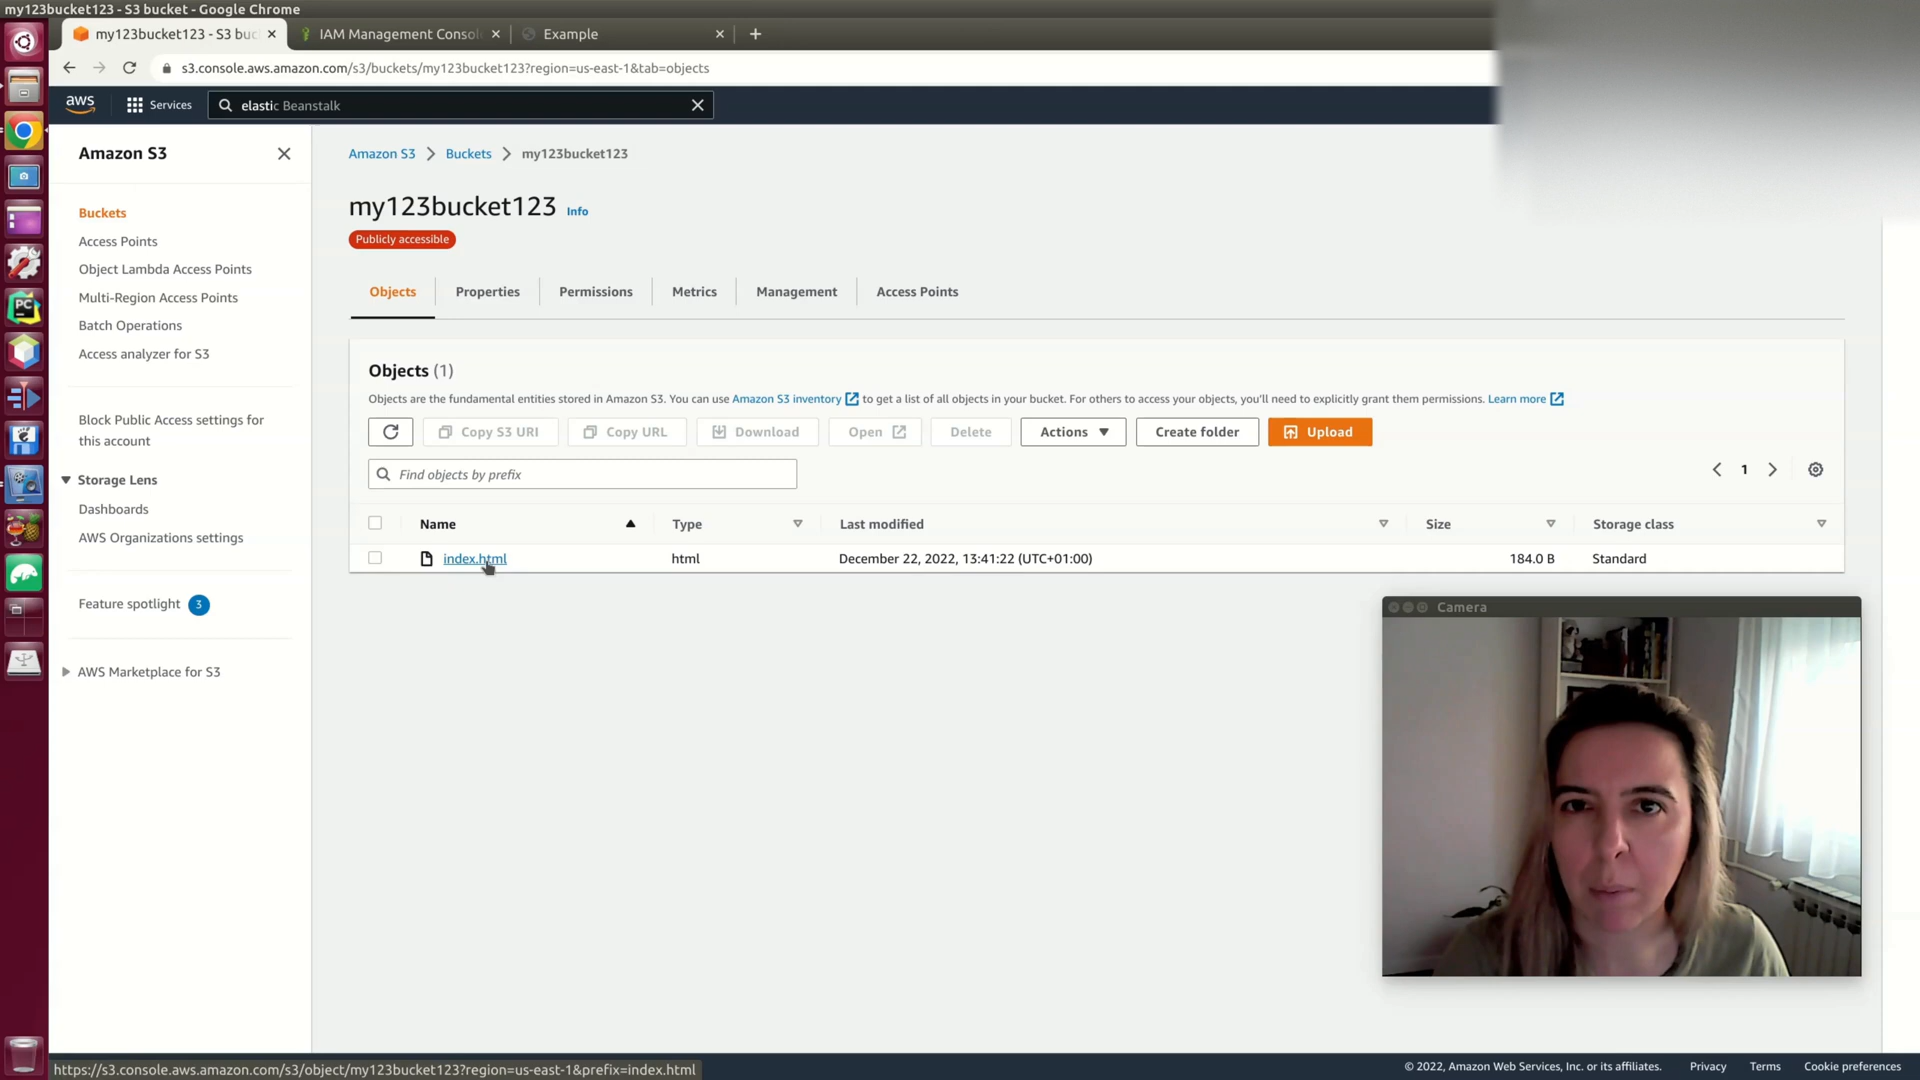 my123bucket123 - S3 bucket - Google Chrome
my123bucket123 - S3 buc
IAM Management Consol
Example
s3.console.aws.amazon.com/s3/buckets/my123bucket123?region=us-east-1&tab=objects
aws
Services
elastic Beanstalk
Amazon S3
Buckets
Access Points
Object Lambda Access Points
Multi-Region Access Points
Batch Operations
Access analyzer for S3
Block Public Access settings for
this account
Storage Lens
Dashboards
AWS Organizations settings
Feature spotlight 3
AWS Marketplace for S3
Amazon S3 > Buckets > my123bucket123
my123bucket123 Info
Publicly accessible
Objects Properties Permissions Metrics Management Access Points
Objects (1)
Objects are the fundamental entities stored in Amazon S3. You can use Amazon S3 inventory to get a list of all objects in your bucket. For others to access your objects, you'll need to explicitly grant them permissions. Learn more
Copy S3 URI Copy URL Download Open Delete Actions Create folder Upload
Find objects by prefix
1
Name Type Last modified Size Storage class
index.html html December 22, 2022, 13:41:22 (UTC+01:00) 184.0 B Standard
Camera
PC
https://s3.console.aws.amazon.com/s3/object/my123bucket123?region=us-east-1&prefix=index.html
© 2022, Amazon Web Services, Inc. or its affiliates. Privacy Terms Cookie preferences